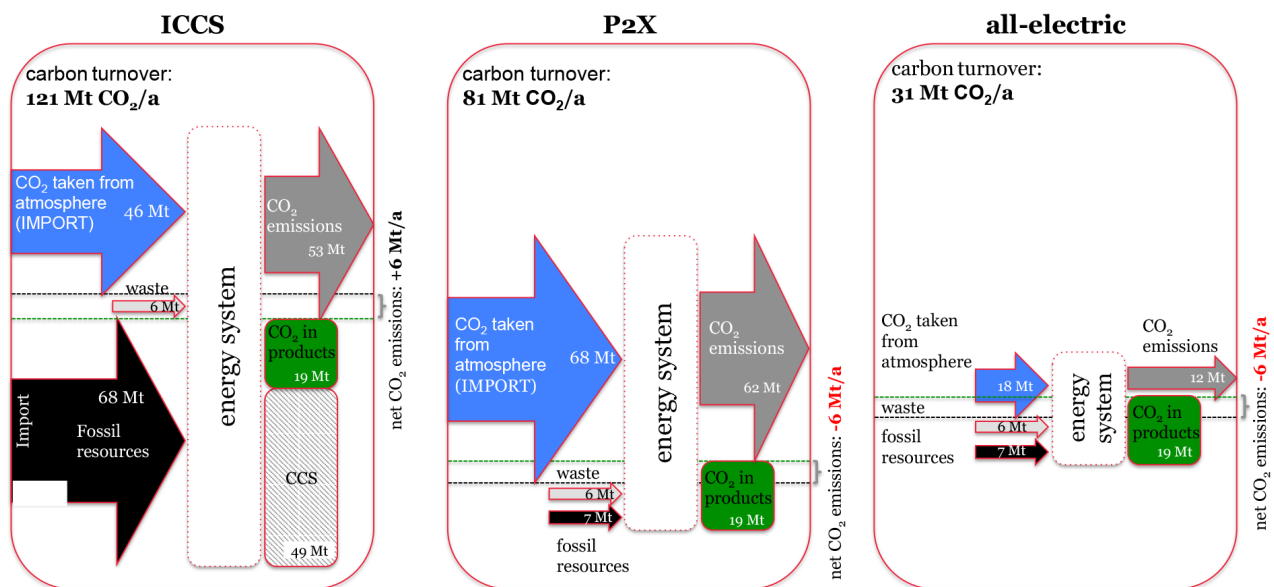 ICCS
carbon turnover:
121 Mt CO₂/a
CO₂ taken from
atmosphere
(IMPORT)
46 Mt
waste
6 Mt
Import
68 Mt
Fossil
resources
energy system
CO₂
emissions
53 Mt
CO₂ in
products
19 Mt
CCS
49 Mt
net CO₂ emissions: +6 Mt/a
P2X
carbon turnover:
81 Mt CO₂/a
CO₂ taken
from
atmosphere
(IMPORT)
68 Mt
waste
6 Mt
7 Mt
fossil
resources
energy system
CO₂
emissions
62 Mt
CO₂ in
products
19 Mt
net CO₂ emissions: -6 Mt/a
all-electric
carbon turnover:
31 Mt CO₂/a
CO₂ taken
from
atmosphere
18 Mt
waste
6 Mt
fossil
resources
7 Mt
energy
system
CO₂
emissions
12 Mt
CO₂ in
products
19 Mt
net CO₂ emissions: -6 Mt/a